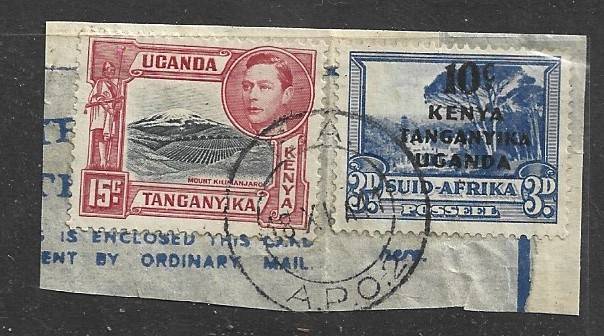 UGANDA
KENYA
MOUNT KILIMANJARO
15c
TANGANYIKA
10c
KENYA
TANGANYIKA
UGANDA
3D. SUID-AFRIKA 3D.
POSSEEL
A.P.O.
IS ENCLOSED THIS
here.
ENT BY ORDINARY MAIL.